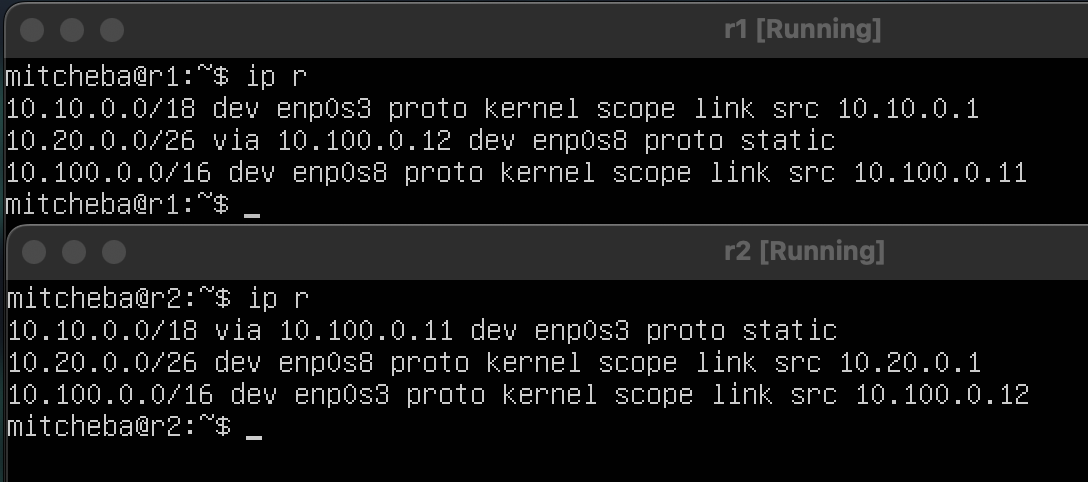 r1 [Running]
mitcheba@r1:~$ ip r
10.10.0.0/18 dev enp0s3 proto kernel scope link src 10.10.0.1
10.20.0.0/26 via 10.100.0.12 dev enp0s8 proto static
10.100.0.0/16 dev enp0s8 proto kernel scope link src 10.100.0.11
mitcheba@r1:~$ _
r2 [Running]
mitcheba@r2:~$ ip r
10.10.0.0/18 via 10.100.0.11 dev enp0s3 proto static
10.20.0.0/26 dev enp0s8 proto kernel scope link src 10.20.0.1
10.100.0.0/16 dev enp0s3 proto kernel scope link src 10.100.0.12
mitcheba@r2:~$ _